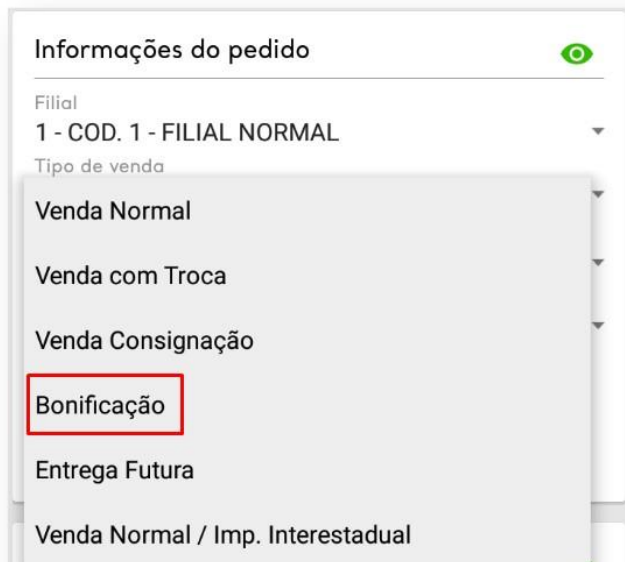 Informações do pedido
Filial
1 - COD. 1 - FILIAL NORMAL
Tipo de venda
Venda Normal
Venda com Troca
Venda Consignação
Bonificação
Entrega Futura
Venda Normal / Imp. Interestadual